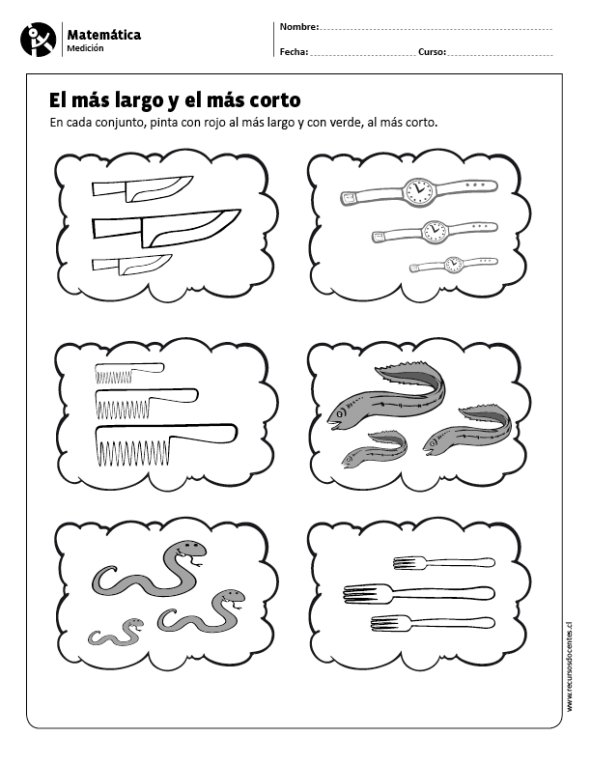 Matemática
Medición
Nombre:
Fecha: Curso:
El más largo y el más corto
En cada conjunto, pinta con rojo al más largo y con verde, al más corto.
www.recursosdocentes.cl